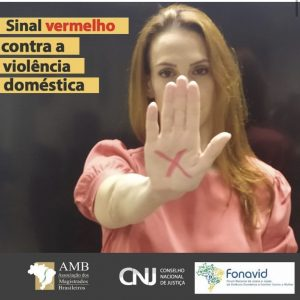 Sinal vermelho
contra a
violência
doméstica
X
AMB
Associação dos
Magistrados
Brasileiros
CNJ
CONSELHO
NACIONAL
DE JUSTIÇA
Fonavid